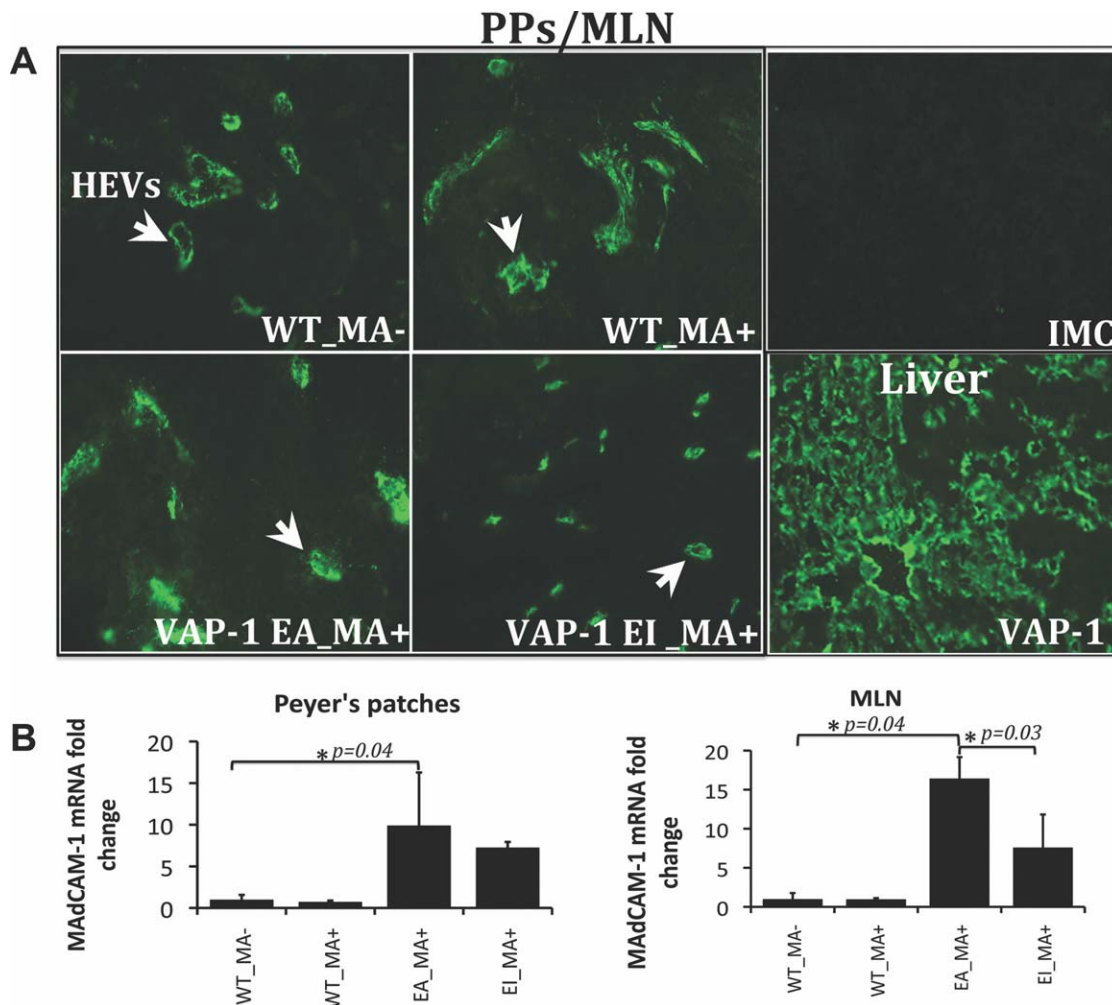 PPs/MLN
A
HEVs
WT_MA-
WT_MA+
IMC
VAP-1 EA_MA+
VAP-1 EI_MA+
Liver
VAP-1
B
Peyer's patches
MAdCAM-1 mRNA fold
change
20
15
10
5
0
* p=0.04
WT_MA-
WT_MA+
EA_MA+
EI_MA+
MLN
MAdCAM-1 mRNA fold
change
20
15
10
5
0
* p=0.04
* p=0.03
WT_MA-
WT_MA+
EA_MA+
EI_MA+